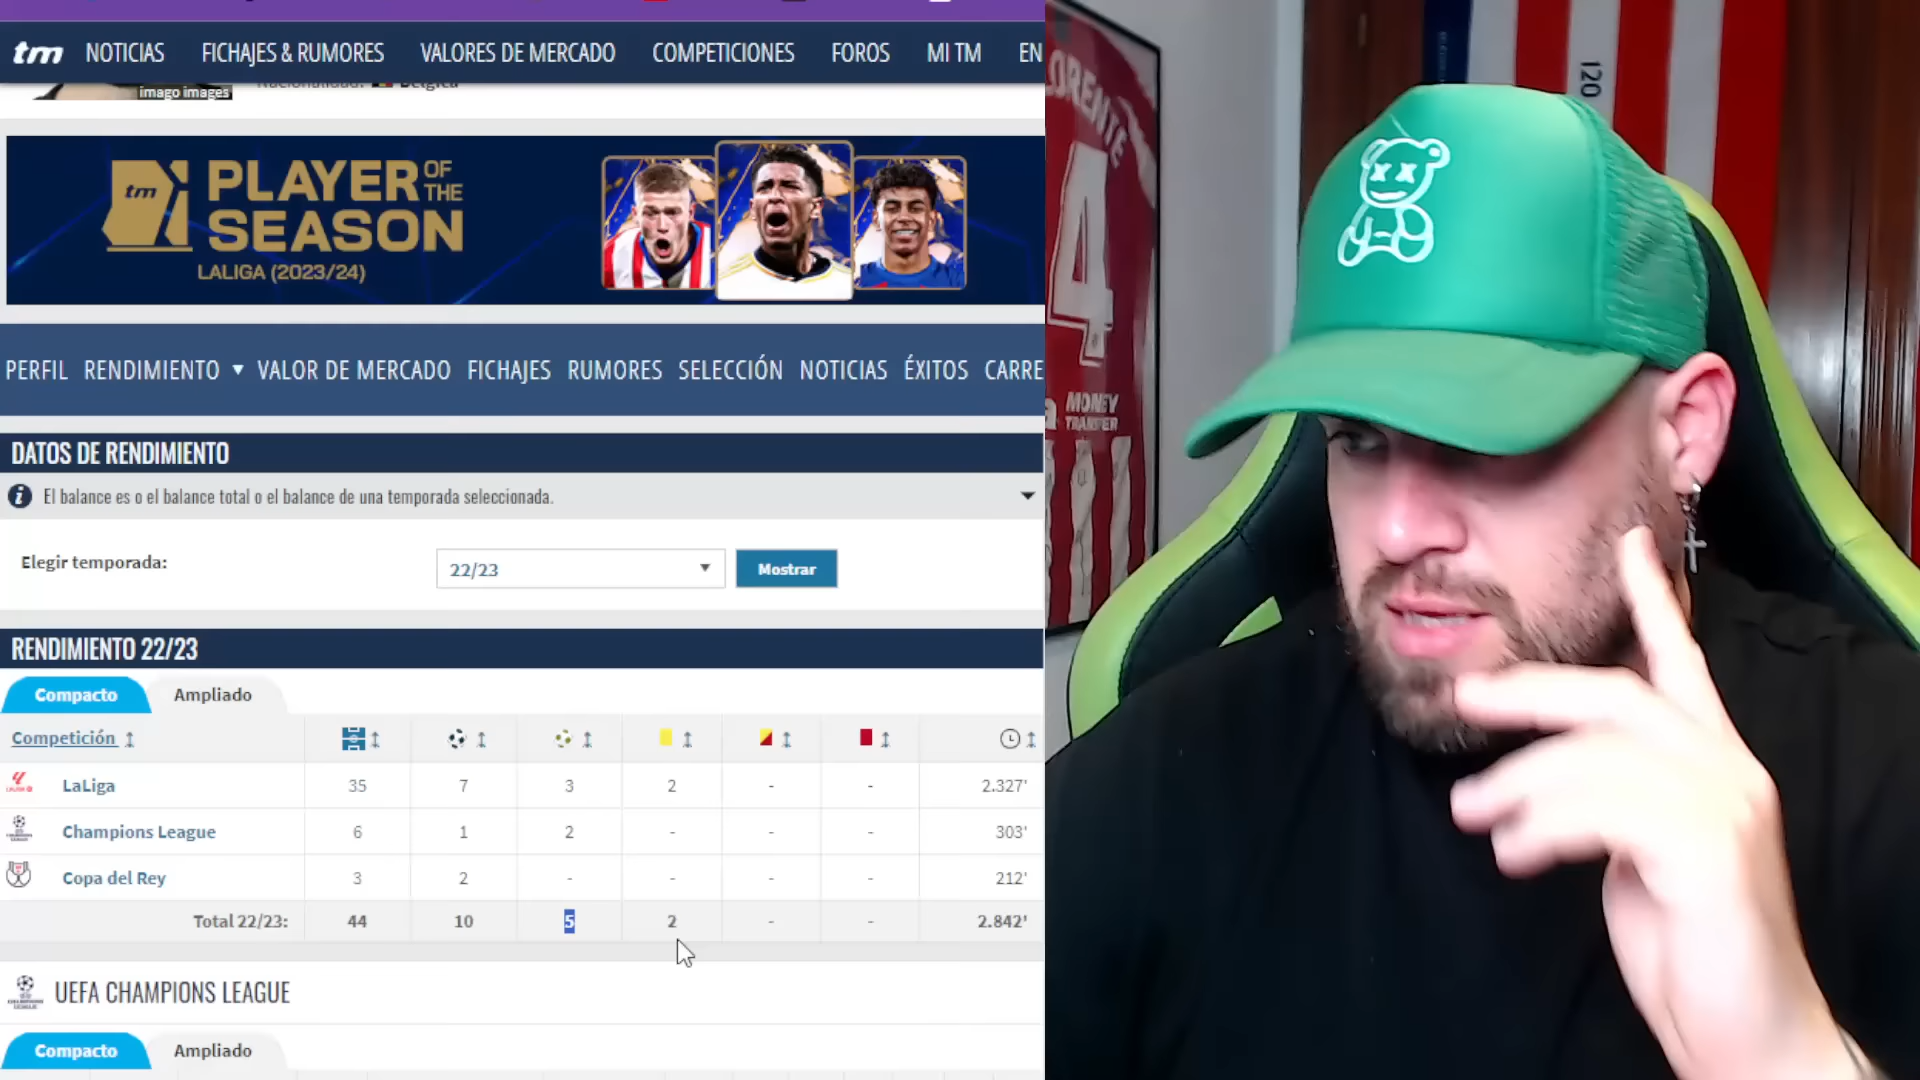 tm NOTICIAS FICHAJES & RUMORES VALORES DE MERCADO COMPETICIONES FOROS MI TM EN
imago images Nacionalidad: Bélgica
tm PLAYER OF THE SEASON
LALIGA (2023/24)
PERFIL RENDIMIENTO VALOR DE MERCADO FICHAJES RUMORES SELECCIÓN NOTICIAS ÉXITOS CARRE
DATOS DE RENDIMIENTO
El balance es o el balance total o el balance de una temporada seleccionada.
Elegir temporada: 22/23 Mostrar
RENDIMIENTO 22/23
Compacto Ampliado
Competición
LaLiga 35 7 3 2 - - 2.327'
Champions League 6 1 2 - - - 303'
Copa del Rey 3 2 - - - - 212'
Total 22/23: 44 10 5 2 - - 2.842'
UEFA CHAMPIONS LEAGUE
Compacto Ampliado
LORENTE
4
MONEY
TRANSFER
120